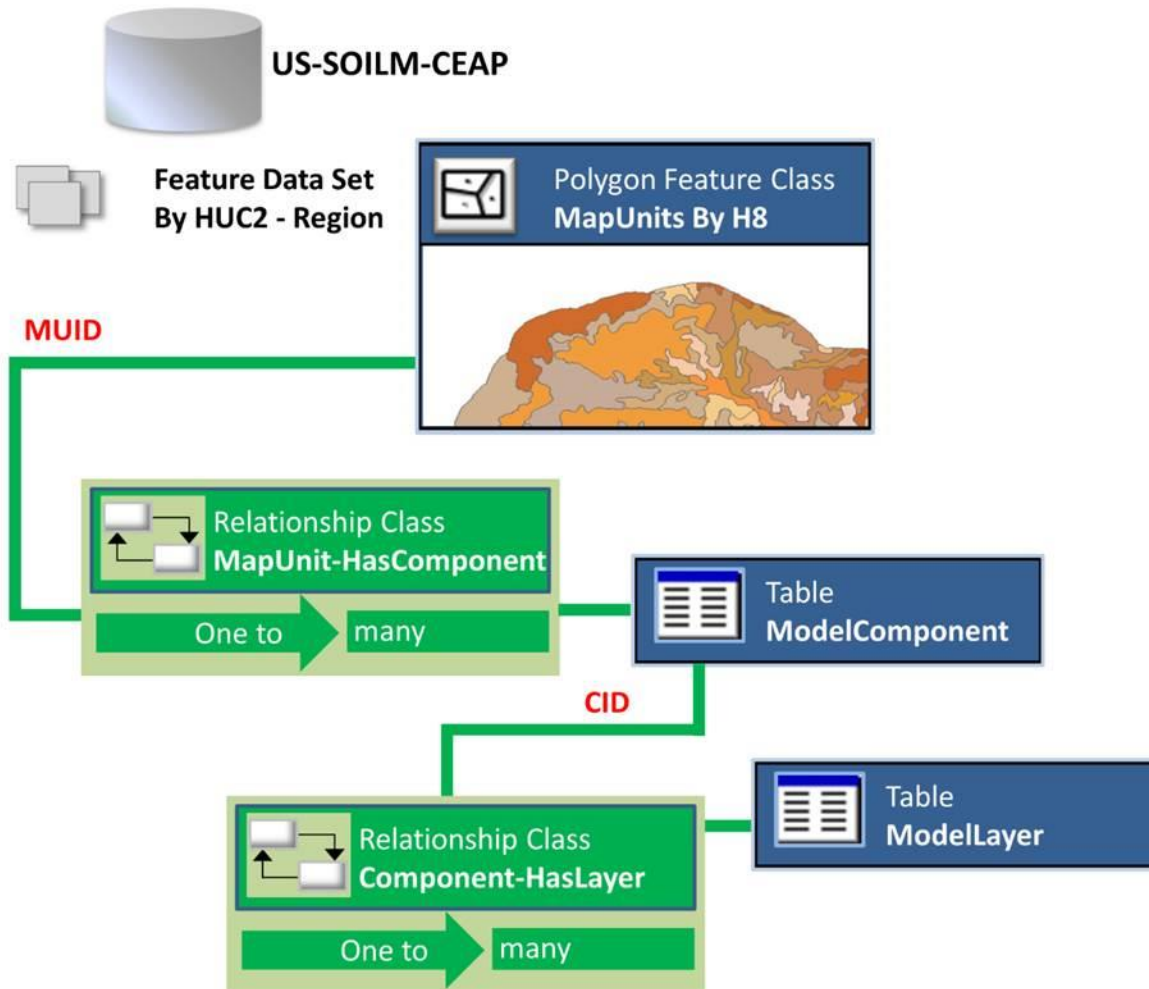 US-SOILM-CEAP
Feature Data Set
By HUC2 - Region
Polygon Feature Class
MapUnits By H8
MUID
Relationship Class
MapUnit-HasComponent
One to many
Table
ModelComponent
CID
Table
ModelLayer
Relationship Class
Component-HasLayer
One to many